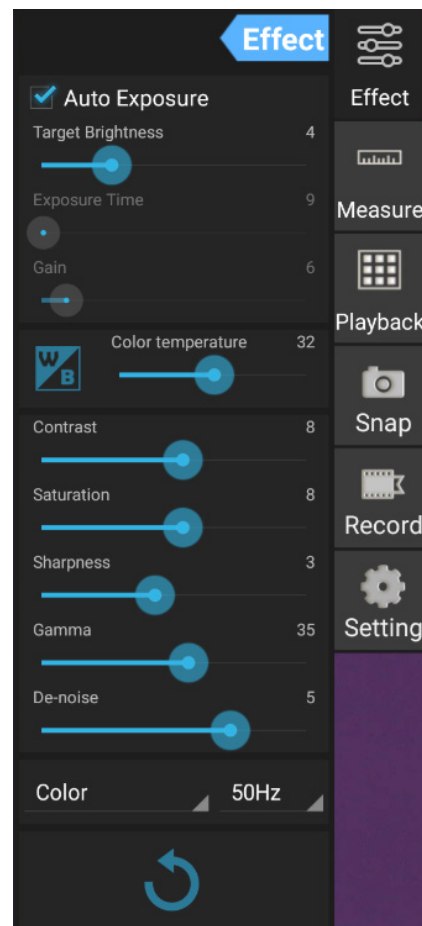 Effect
Auto Exposure
Target Brightness 4
Exposure Time 9
Gain 6
W B
Color temperature 32
Contrast 8
Saturation 8
Sharpness 3
Gamma 35
De-noise 5
Color 50Hz
Effect
Measure
Playback
Snap
Record
Setting